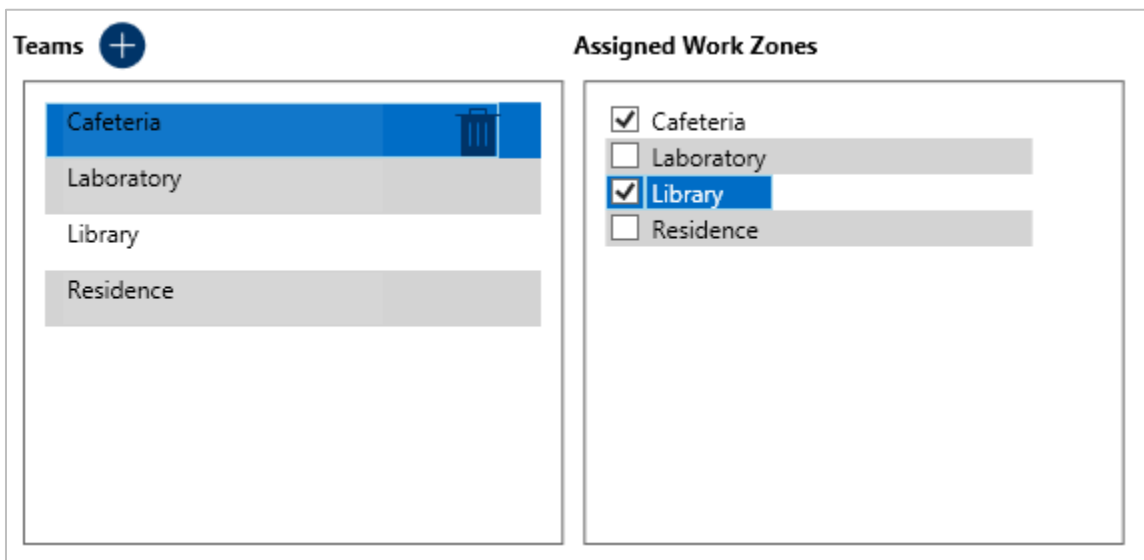 Teams
Assigned Work Zones
Cafeteria
Laboratory
Library
Residence
Cafeteria
Laboratory
Library
Residence